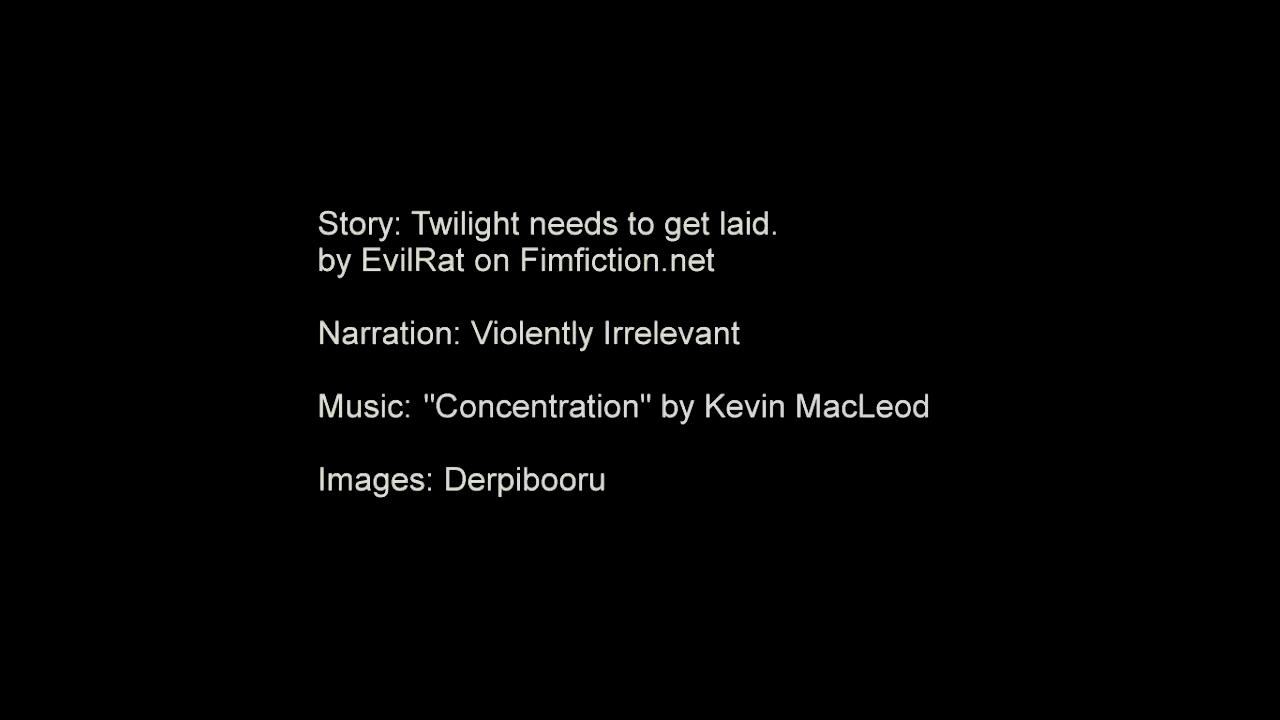 Story: Twilight needs to get laid.
by EvilRat on Fimfiction.net
Narration: Violently Irrelevant
Music: "Concentration" by Kevin MacLeod
Images: Derpibooru